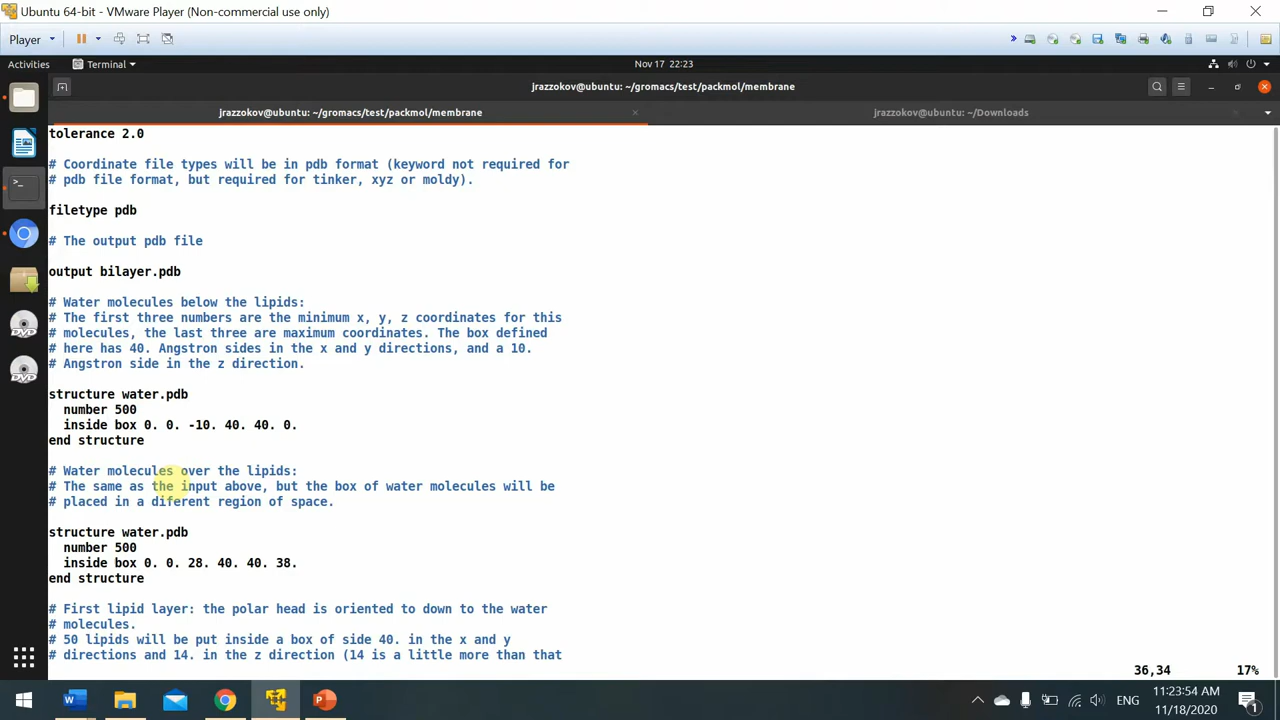 Ubuntu 64-bit - VMware Player (Non-commercial use only)
Player
Activities
Terminal
Nov 17 22:23
jrazzokov@ubuntu: ~/gromacs/test/packmol/membrane
jrazzokov@ubuntu: ~/gromacs/test/packmol/membrane
jrazzokov@ubuntu: ~/Downloads
tolerance 2.0
# Coordinate file types will be in pdb format (keyword not required for
# pdb file format, but required for tinker, xyz or moldy).
filetype pdb
# The output pdb file
output bilayer.pdb
# Water molecules below the lipids:
# The first three numbers are the minimum x, y, z coordinates for this
# molecules, the last three are maximum coordinates. The box defined
# here has 40. Angstron sides in the x and y directions, and a 10.
# Angstron side in the z direction.
structure water.pdb
number 500
inside box 0. 0. -10. 40. 40. 0.
end structure
# Water molecules over the lipids:
# The same as the input above, but the box of water molecules will be
# placed in a diferent region of space.
structure water.pdb
number 500
inside box 0. 0. 28. 40. 40. 38.
end structure
# First lipid layer: the polar head is oriented to down to the water
# molecules.
# 50 lipids will be put inside a box of side 40. in the x and y
# directions and 14. in the z direction (14 is a little more than that
36,34
17%
DVD
DVD
ENG
11:23:54 AM
11/18/2020
1